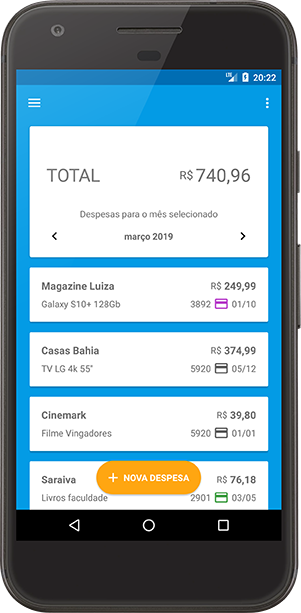 LTE 20:22
TOTAL R$ 740,96
Despesas para o mês selecionado
março 2019
Magazine Luiza R$ 249,99
Galaxy S10+ 128Gb 3892 01/10
Casas Bahia R$ 374,99
TV LG 4k 55" 5920 05/12
Cinemark R$ 39,80
Filme Vingadores 5920 01/01
Saraiva R$ 76,18
+ NOVA DESPESA
Livros faculdade 2901 03/05